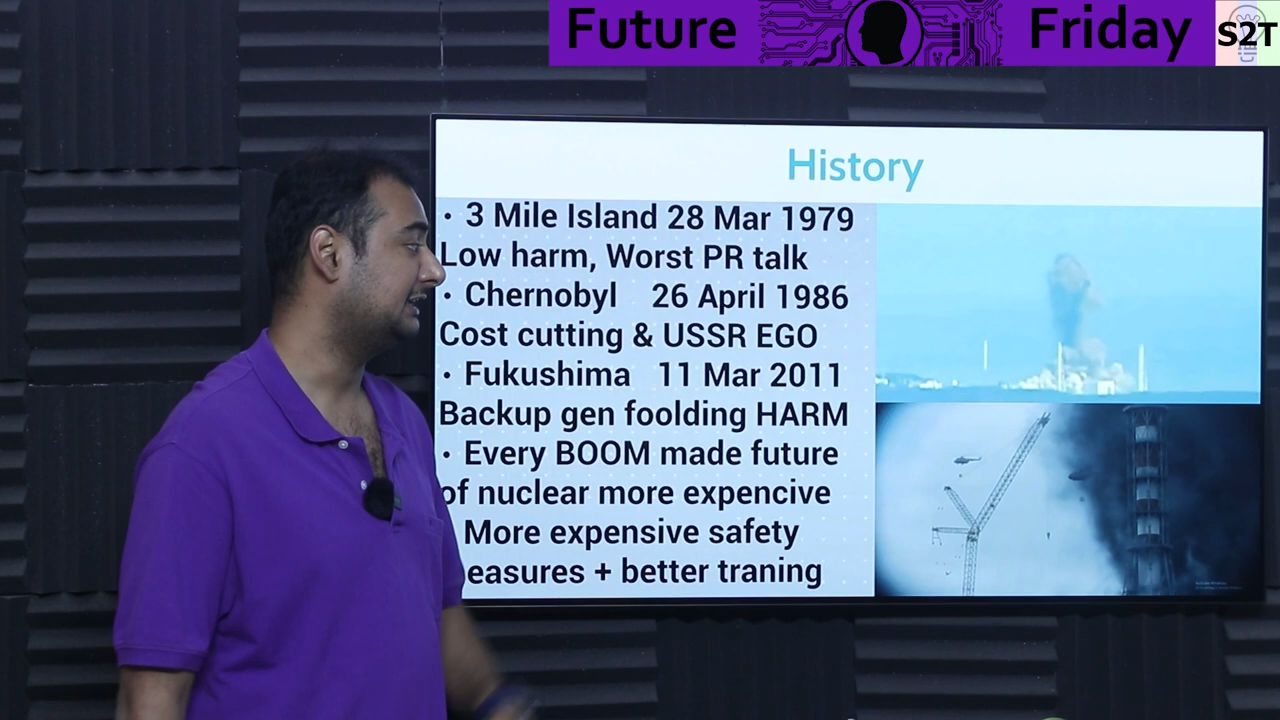 Future Friday
S2T
History
• 3 Mile Island 28 Mar 1979
Low harm, Worst PR talk
• Chernobyl 26 April 1986
Cost cutting & USSR EGO
• Fukushima 11 Mar 2011
Backup gen foolding HARM
• Every BOOM made future
of nuclear more expencive
More expensive safety
easures + better traning